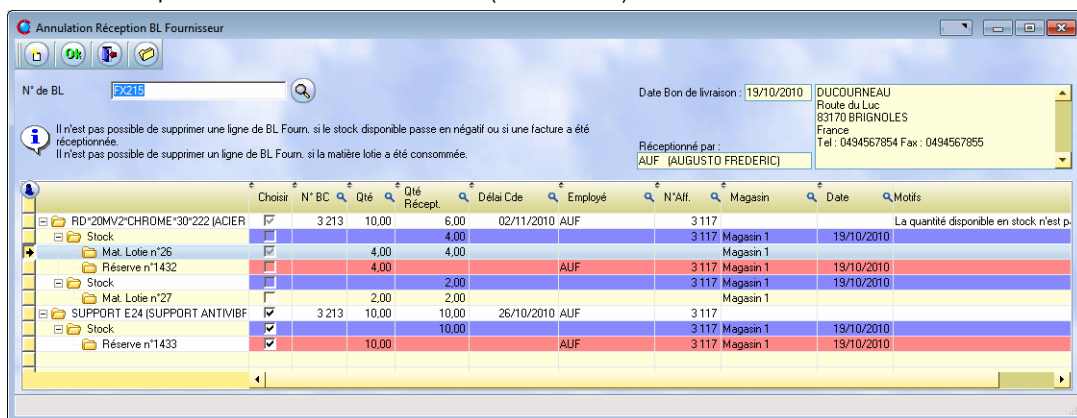 Annulation Réception BL Fournisseur
Ok
N° de BL FX215
Date Bon de livraison : 19/10/2010
DUCOURNEAU
Route du Luc
83170 BRIGNOLES
France
Tel : 0494567854 Fax : 0494567855
Il n'est pas possible de supprimer une ligne de BL Fourn. si le stock disponible passe en négatif ou si une facture a été
réceptionnée.
Il n'est pas possible de supprimer un ligne de BL Fourn. si la matière lotie a été consommée.
Réceptionné par :
AUF (AUGUSTO FREDERIC)
Choisir N° BC Qté Qté Récept. Délai Cde Employé N°Aff. Magasin Date Motifs
RD*20MV2*CHROME*30*222 (ACIER 3 213 10,00 6,00 02/11/2010 AUF 3 117 La quantité disponible en stock n'est p
Stock 4,00 3 117 Magasin 1 19/10/2010
Mat. Lotie n°26 4,00 4,00 Magasin 1
Réserve n°1432 4,00 AUF 3 117 Magasin 1 19/10/2010
Stock 2,00 3 117 Magasin 1 19/10/2010
Mat. Lotie n°27 2,00 2,00 Magasin 1
SUPPORT E24 (SUPPORT ANTIVIBF 3 213 10,00 10,00 26/10/2010 AUF 3 117
Stock 10,00 3 117 Magasin 1 19/10/2010
Réserve n°1433 10,00 AUF 3 117 Magasin 1 19/10/2010